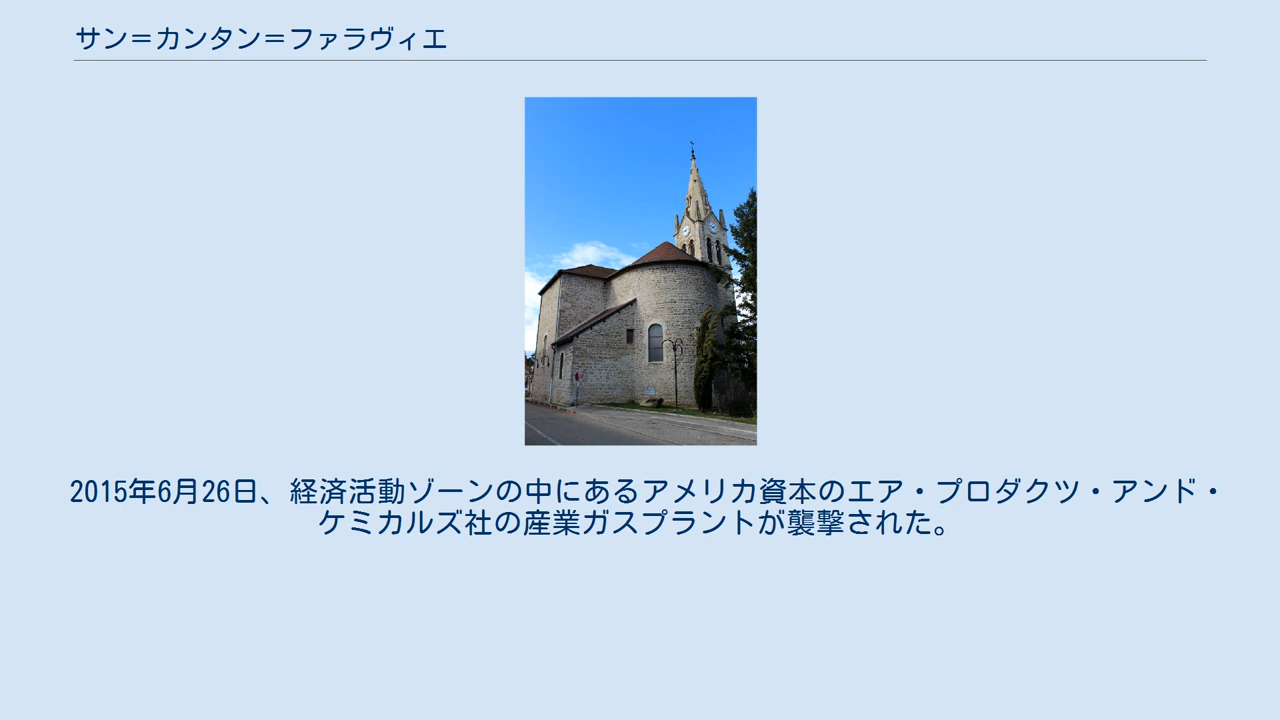 サン＝カンタン＝ファラヴィエ
2015年6月26日、経済活動ゾーンの中にあるアメリカ資本のエア・プロダクツ・アンド・
ケミカルズ社の産業ガスプラントが襲撃された。